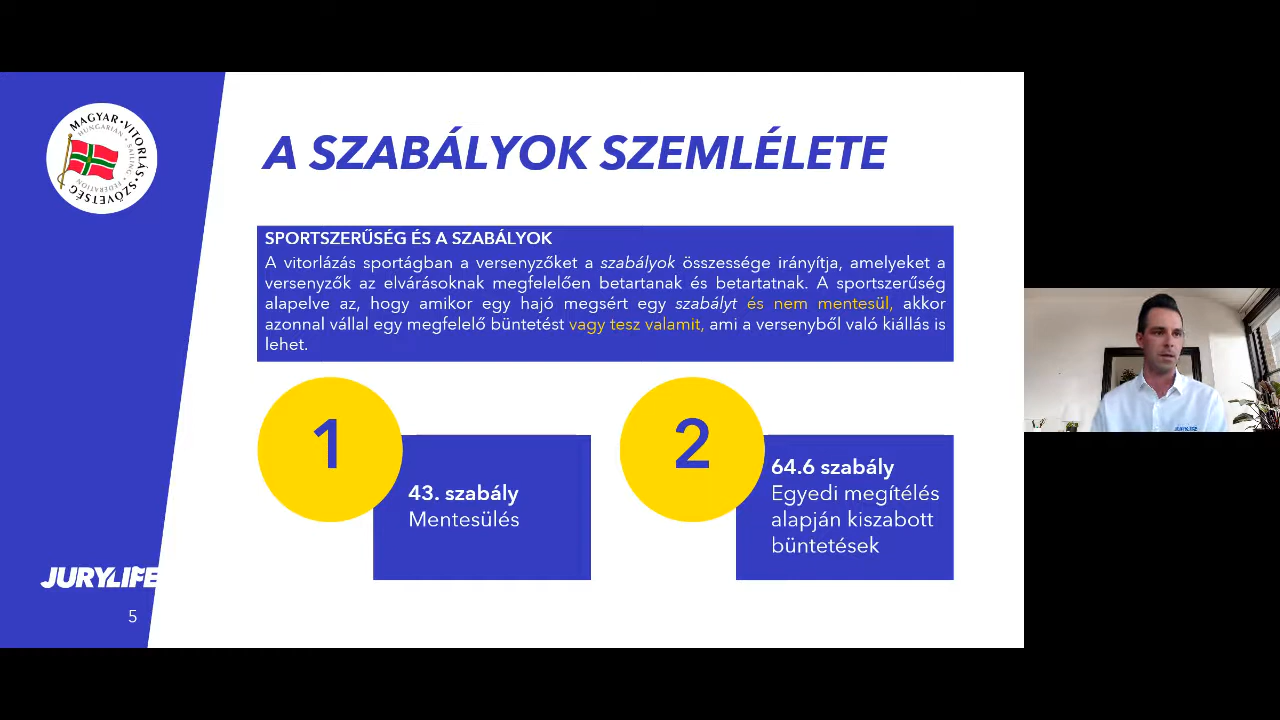 MAGYAR · VITORLÁS · SZÖVETSÉG
HUNGARIAN · SAILING · FEDERATION
A SZABÁLYOK SZEMLÉLETE
SPORTSZERŰSÉG ÉS A SZABÁLYOK
A vitorlázás sportágban a versenyzőket a szabályok összessége irányítja, amelyeket a
versenyzők az elvárásoknak megfelelően betartanak és betartatnak. A sportszerűség
alapelve az, hogy amikor egy hajó megsért egy szabályt és nem mentesül, akkor
azonnal vállal egy megfelelő büntetést vagy tesz valamit, ami a versenyből való kiállás is
lehet.
1
43. szabály
Mentesülés
2
64.6 szabály
Egyedi megítélés
alapján kiszabott
büntetések
JURYLIFE
5
JURYLIFE